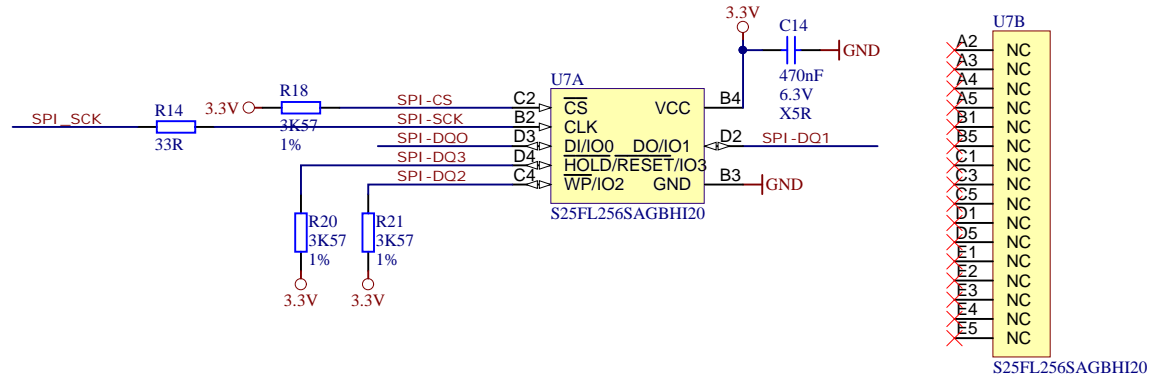 3.3V
C14
GND
470nF
6.3V
X5R
U7A
R18
3.3V
3K57
1%
SPI-CS
C2
CS
VCC
B4
SPI_SCK
R14
33R
SPI-SCK
B2
CLK
SPI-DQ0
D3
DI/IO0
DO/IO1
D2
SPI-DQ1
SPI-DQ3
D4
HOLD/RESET/IO3
SPI-DQ2
C4
WP/IO2
GND
B3
GND
S25FL256SAGBHI20
R20
3K57
1%
3.3V
R21
3K57
1%
3.3V
U7B
A2 NC
A3 NC
A4 NC
A5 NC
B1 NC
B5 NC
C1 NC
C3 NC
C5 NC
D1 NC
D5 NC
E1 NC
E2 NC
E3 NC
E4 NC
E5 NC
S25FL256SAGBHI20